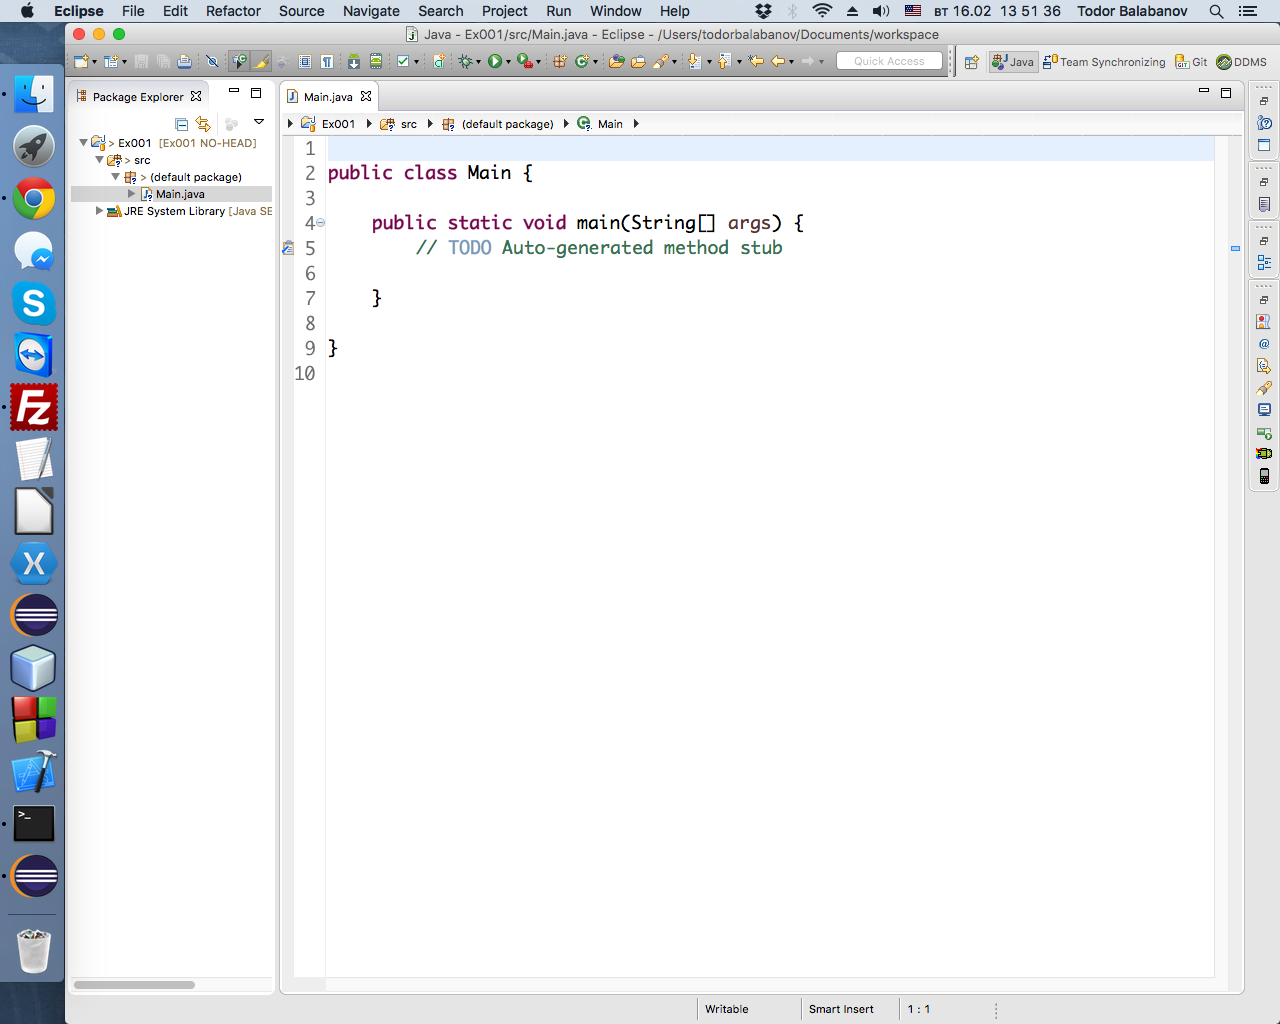 Eclipse File Edit Refactor Source Navigate Search Project Run Window Help вт 16.02 13 51 36 Todor Balabanov
Java - Ex001/src/Main.java - Eclipse - /Users/todorbalabanov/Documents/workspace
Quick Access Java Team Synchronizing Git DDMS
Package Explorer
Main.java
Ex001 src (default package) Main
> Ex001 [Ex001 NO-HEAD]
> src
> (default package)
Main.java
JRE System Library [Java SE
1
2 public class Main {
3
4 public static void main(String[] args) {
5 // TODO Auto-generated method stub
6
7 }
8
9 }
10
Writable Smart Insert 1 : 1